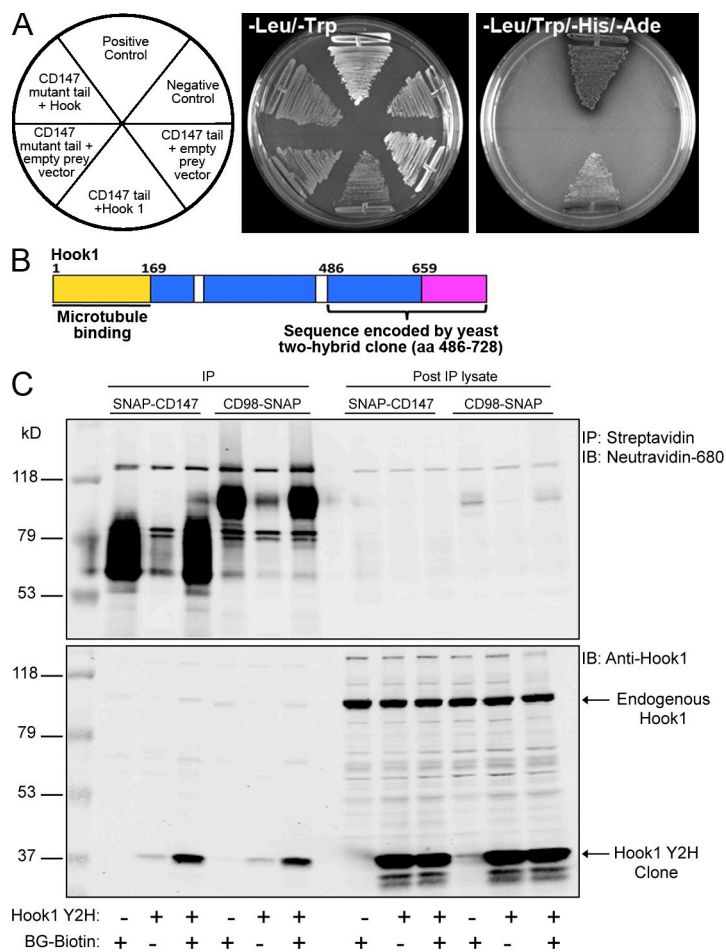 A
Positive
Control
Negative
Control
CD147 tail
+ empty
prey
vector
CD147 tail
+Hook 1
CD147
mutant tail +
empty prey
vector
CD147
mutant tail
+ Hook
-Leu/-Trp
-Leu/Trp/-His/-Ade
B
Hook1
1 169 486 659
Microtubule
binding
Sequence encoded by yeast
two-hybrid clone (aa 486-728)
C
IP Post IP lysate
SNAP-CD147 CD98-SNAP SNAP-CD147 CD98-SNAP
kD
118
79
53
IP: Streptavidin
IB: Neutravidin-680
118
79
53
37
IB: Anti-Hook1
Endogenous
Hook1
Hook1 Y2H
Clone
Hook1 Y2H: - + + - + + - + + - + +
BG-Biotin: + - + + - + + - + + - +